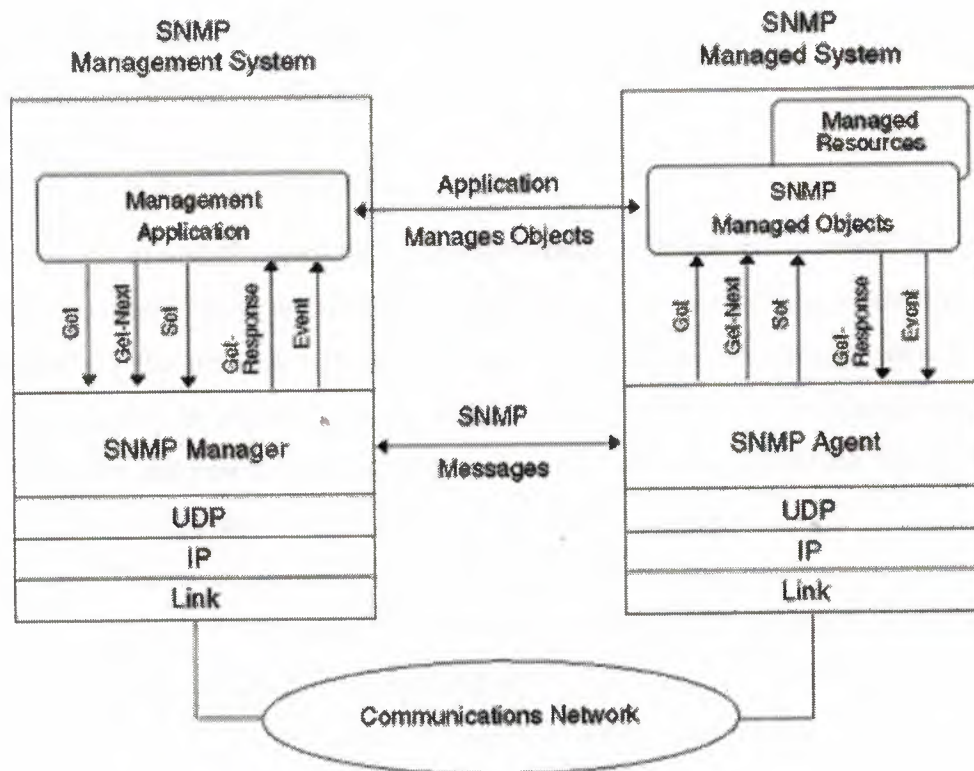 SNMP
Management System
SNMP
Managed System
Managed
Resources
Management
Application
Application
Manages Objects
SNMP
Managed Objects
Get
Get-Next
Set
Get-
Response
Event
Get
Get-Next
Set
Get-
Response
Event
SNMP Manager
SNMP
Messages
SNMP Agent
UDP
UDP
IP
IP
Link
Link
Communications Network